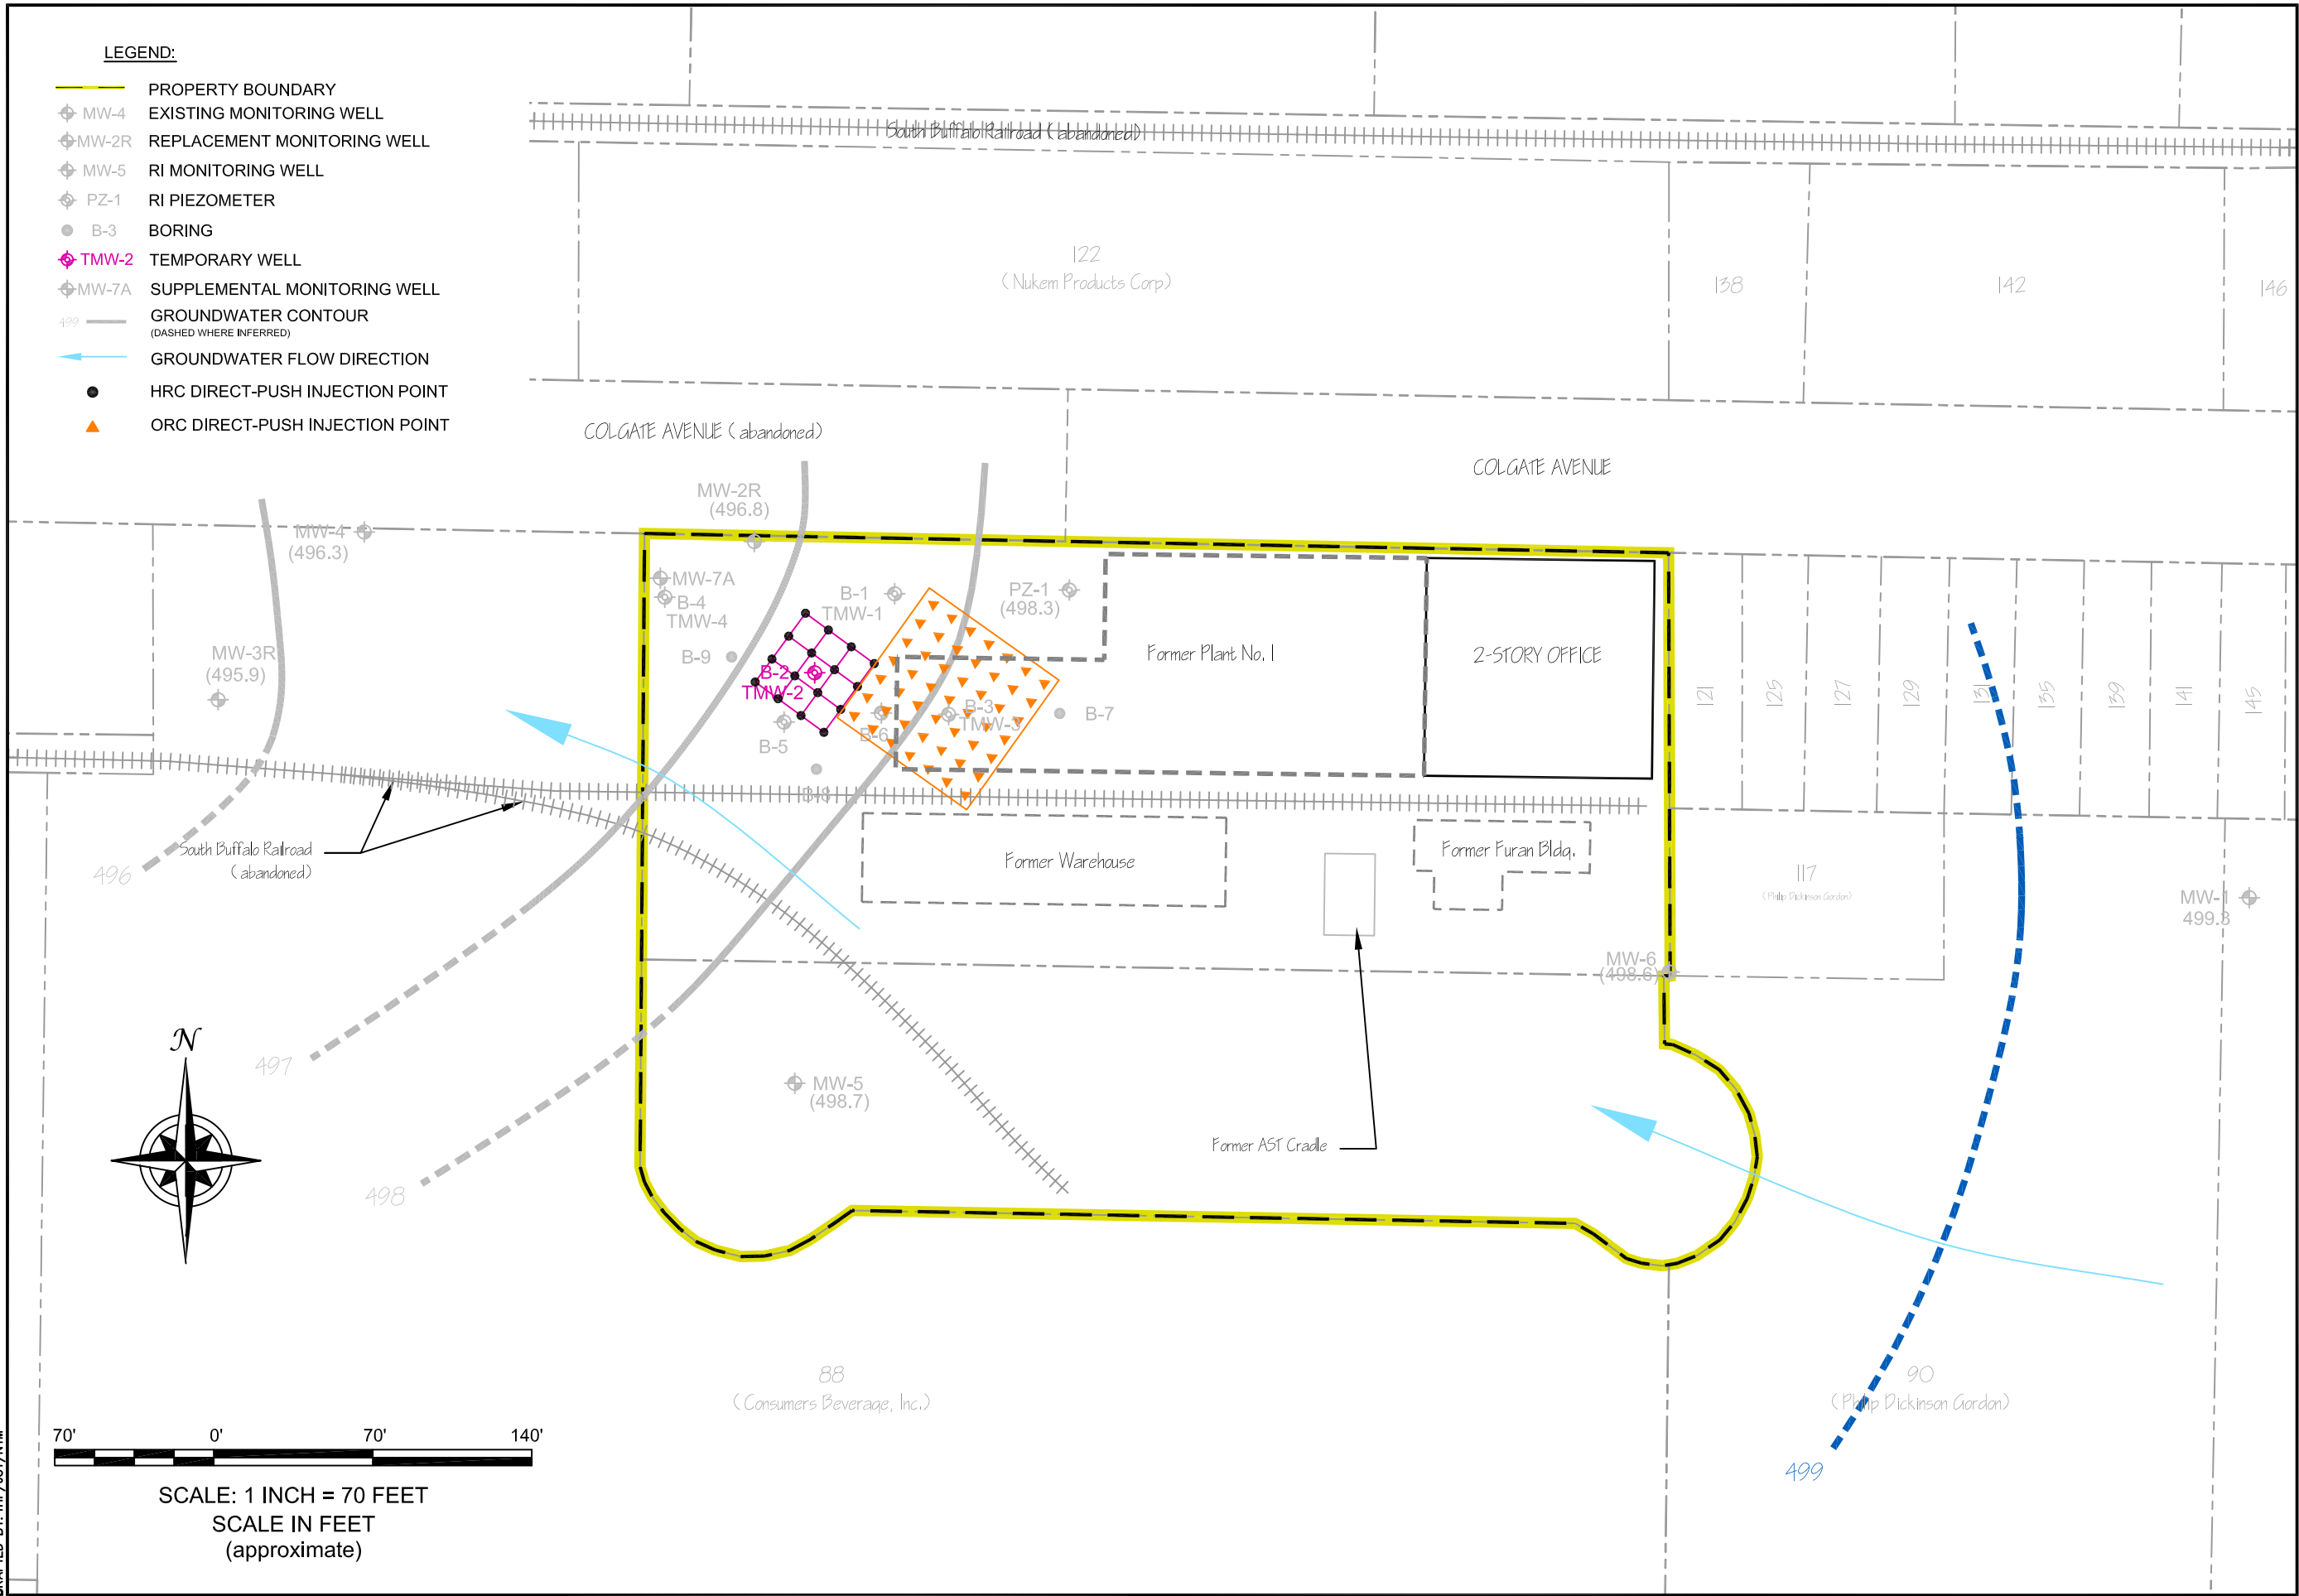 LEGEND:
PROPERTY BOUNDARY
MW-4 EXISTING MONITORING WELL
MW-2R REPLACEMENT MONITORING WELL
MW-5 RI MONITORING WELL
PZ-1 RI PIEZOMETER
B-3 BORING
TMW-2 TEMPORARY WELL
MW-7A SUPPLEMENTAL MONITORING WELL
499 GROUNDWATER CONTOUR
(DASHED WHERE INFERRED)
GROUNDWATER FLOW DIRECTION
HRC DIRECT-PUSH INJECTION POINT
ORC DIRECT-PUSH INJECTION POINT
South Buffalo Railroad (abandoned)
122
(Nukem Products Corp)
138
142
146
COLGATE AVENUE (abandoned)
COLGATE AVENUE
MW-2R
(496.8)
MW-4
(496.3)
MW-7A
B-4
TMW-4
B-1
TMW-1
PZ-1
(498.3)
MW-3R
(495.9)
B-9
B-2
TMW-2
B-3
TMW-3
B-7
B-5
B-6
B-8
Former Plant No. 1
2-STORY OFFICE
121
125
127
129
131
135
139
141
145
South Buffalo Railroad
(abandoned)
496
Former Warehouse
Former Furan Bldg.
117
(Philip Dickinson Gordon)
MW-1
499.3
MW-6
(498.6)
N
497
MW-5
(498.7)
498
Former AST Cradle
88
(Consumers Beverage, Inc.)
90
(Philip Dickinson Gordon)
499
70' 0' 70' 140'
SCALE: 1 INCH = 70 FEET
SCALE IN FEET
(approximate)